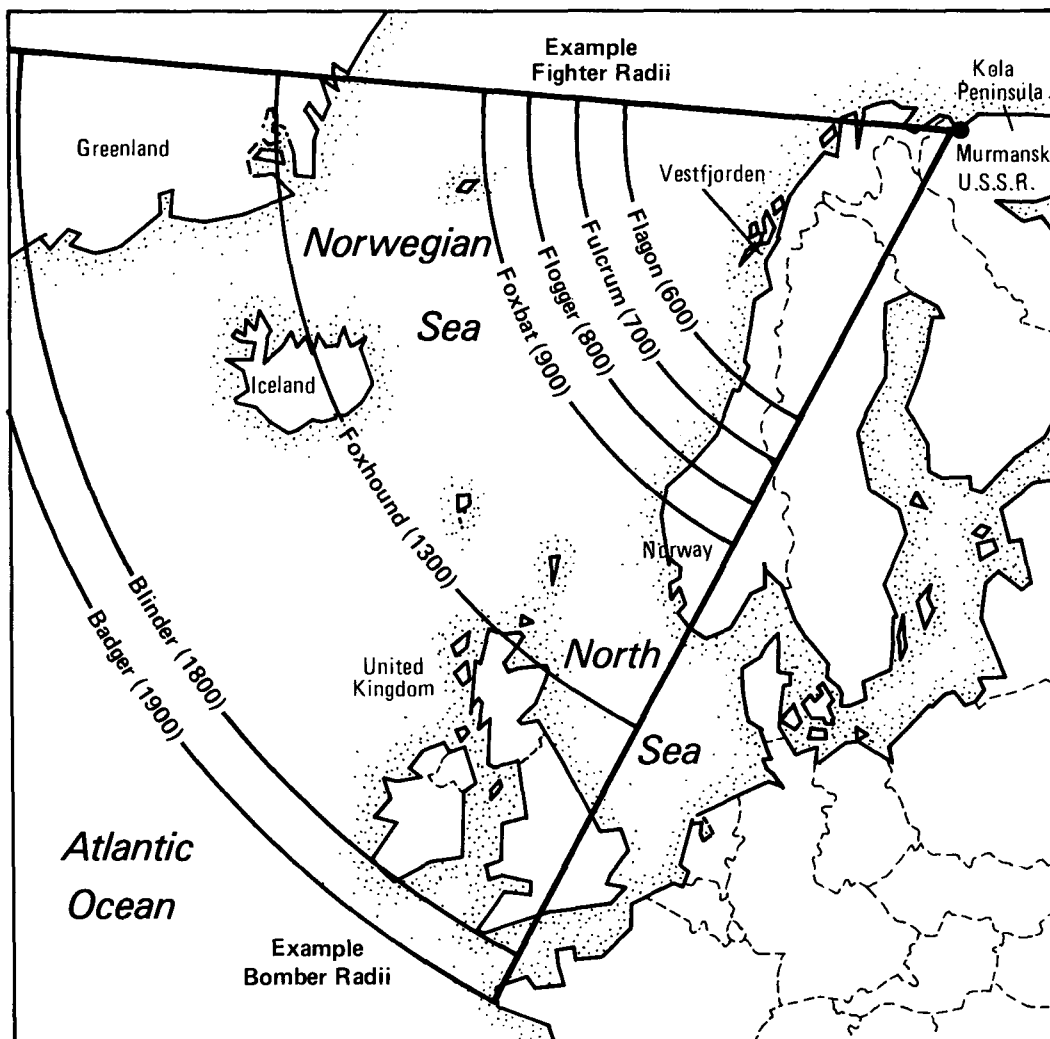 Example
Fighter Radii
Kola
Peninsula
Greenland
Murmansk
U.S.S.R.
Vestfjorden
Norwegian
Sea
Flagon (600)
Fulcrum (700)
Flogger (800)
Foxbat (900)
Iceland
Foxhound (1300)
Norway
Blinder (1800)
Badger (1900)
United
Kingdom
North
Sea
Atlantic
Ocean
Example
Bomber Radii